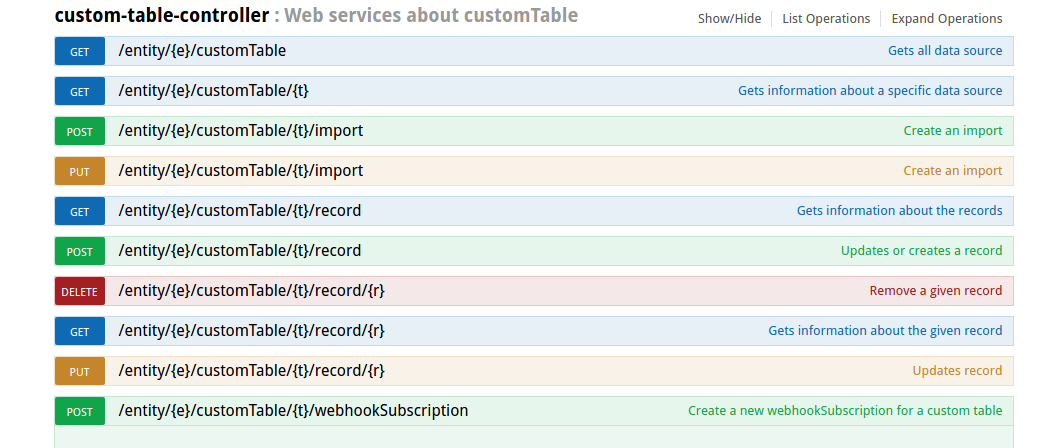 custom-table-controller : Web services about customTable Show/Hide List Operations Expand Operations
GET /entity/{e}/customTable Gets all data source
GET /entity/{e}/customTable/{t} Gets information about a specific data source
POST /entity/{e}/customTable/{t}/import Create an import
PUT /entity/{e}/customTable/{t}/import Create an import
GET /entity/{e}/customTable/{t}/record Gets information about the records
POST /entity/{e}/customTable/{t}/record Updates or creates a record
DELETE /entity/{e}/customTable/{t}/record/{r} Remove a given record
GET /entity/{e}/customTable/{t}/record/{r} Gets information about the given record
PUT /entity/{e}/customTable/{t}/record/{r} Updates record
POST /entity/{e}/customTable/{t}/webhookSubscription Create a new webhookSubscription for a custom table